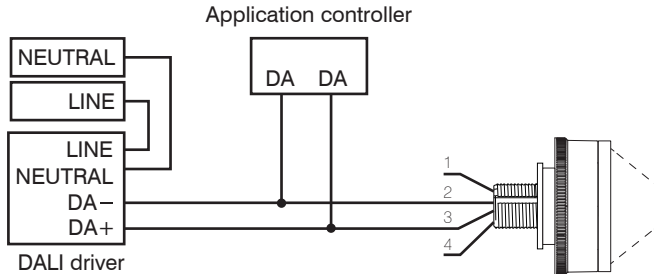 Application controller
NEUTRAL
DA DA
LINE
LINE
NEUTRAL
DA−
DA+
DALI driver
1
2
3
4